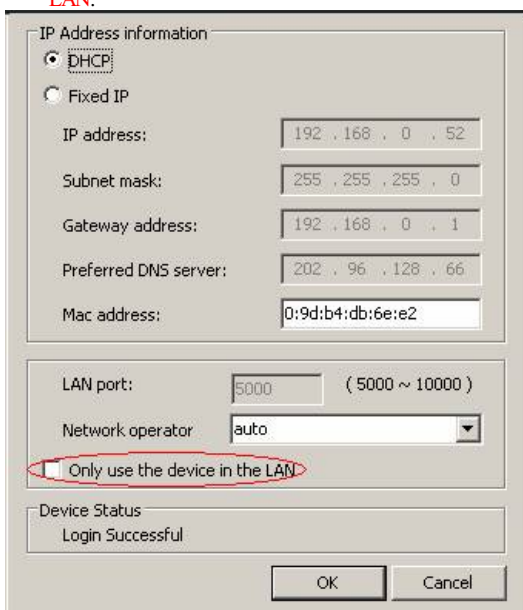 LAN.
IP Address information
DHCP
Fixed IP
IP address: 192 . 168 . 0 . 52
Subnet mask: 255 . 255 . 255 . 0
Gateway address: 192 . 168 . 0 . 1
Preferred DNS server: 202 . 96 . 128 . 66
Mac address: 0:9d:b4:db:6e:e2
LAN port: 5000 ( 5000 ~ 10000 )
Network operator auto
Only use the device in the LAN
Device Status
Login Successful
OK Cancel